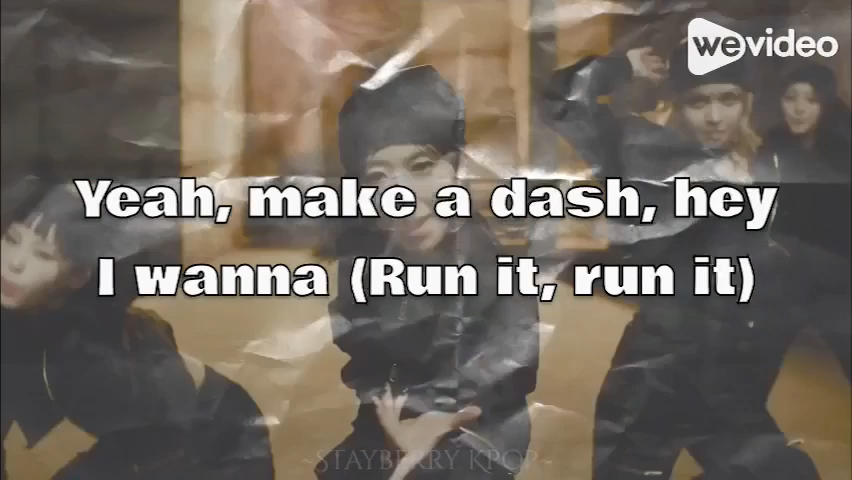 wevideo
Yeah, make a dash, hey
I wanna (Run it, run it)
~STAYBERRY KPOP~